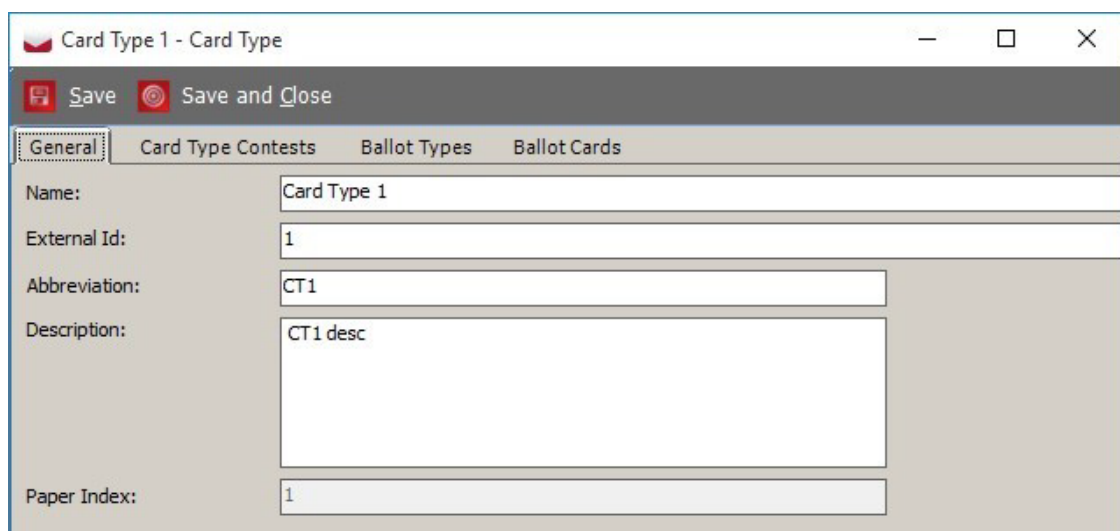 Card Type 1 - Card Type
Save Save and Close
General Card Type Contests Ballot Types Ballot Cards
Name: Card Type 1
External Id: 1
Abbreviation: CT1
Description: CT1 desc
Paper Index: 1